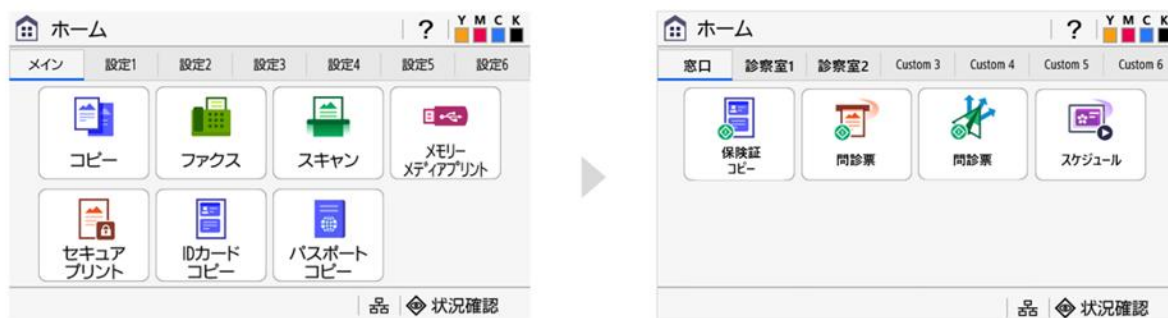 ホーム
?
Y M C K
メイン 設定1 設定2 設定3 設定4 設定5 設定6
コピー
ファクス
スキャン
メモリー
メディアプリント
セキュア
プリント
IDカード
コピー
パスポート
コピー
状況確認
ホーム
?
Y M C K
窓口 診察室1 診察室2 Custom 3 Custom 4 Custom 5 Custom 6
保険証
コピー
問診票
問診票
スケジュール
状況確認